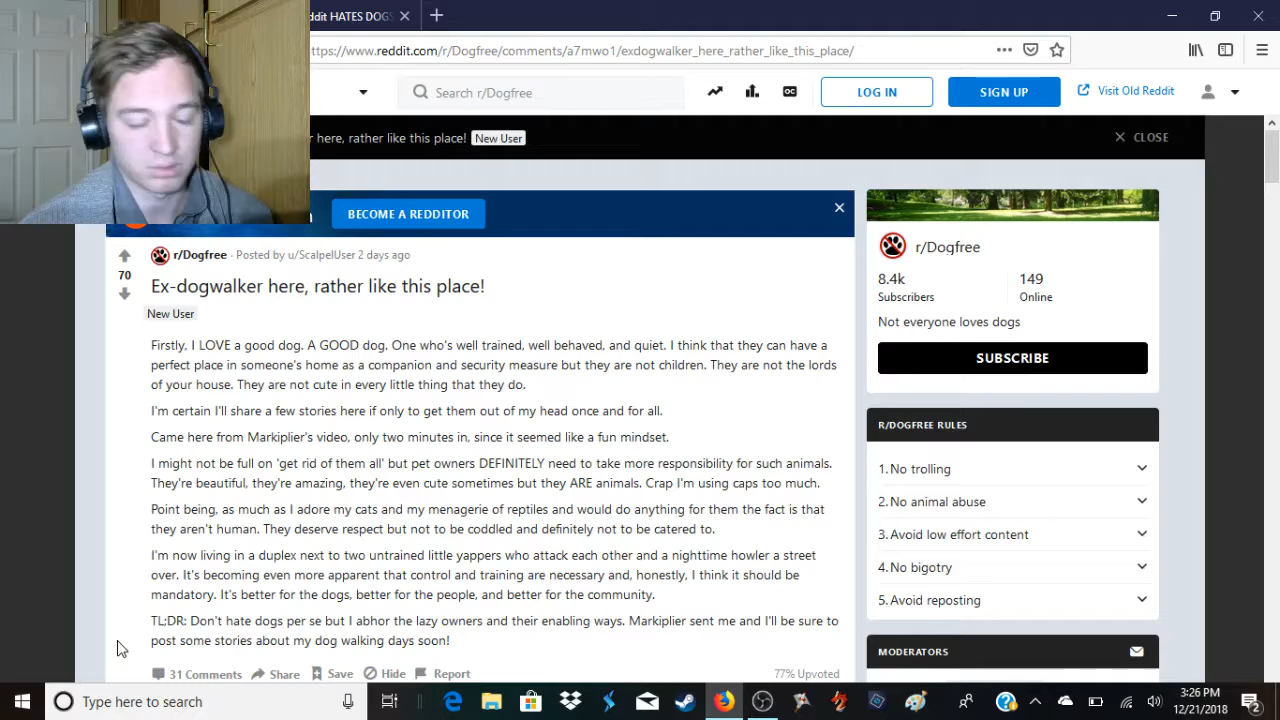 ddit HATES DOGS
ttps://www.reddit.com/r/Dogfree/comments/a7mwo1/exdogwalker_here_rather_like_this_place/
Search r/Dogfree
OC
LOG IN
SIGN UP
Visit Old Reddit
here, rather like this place! New User
CLOSE
BECOME A REDDITOR
r/Dogfree · Posted by u/ScalpelUser 2 days ago
70
Ex-dogwalker here, rather like this place!
New User
Firstly, I LOVE a good dog. A GOOD dog. One who's well trained, well behaved, and quiet. I think that they can have a
perfect place in someone's home as a companion and security measure but they are not children. They are not the lords
of your house. They are not cute in every little thing that they do.
I'm certain I'll share a few stories here if only to get them out of my head once and for all.
Came here from Markiplier's video, only two minutes in, since it seemed like a fun mindset.
I might not be full on 'get rid of them all' but pet owners DEFINITELY need to take more responsibility for such animals.
They're beautiful, they're amazing, they're even cute sometimes but they ARE animals. Crap I'm using caps too much.
Point being, as much as I adore my cats and my menagerie of reptiles and would do anything for them the fact is that
they aren't human. They deserve respect but not to be coddled and definitely not to be catered to.
I'm now living in a duplex next to two untrained little yappers who attack each other and a nighttime howler a street
over. It's becoming even more apparent that control and training are necessary and, honestly, I think it should be
mandatory. It's better for the dogs, better for the people, and better for the community.
TL;DR: Don't hate dogs per se but I abhor the lazy owners and their enabling ways. Markiplier sent me and I'll be sure to
post some stories about my dog walking days soon!
31 Comments Share Save Hide Report
77% Upvoted
r/Dogfree
8.4k
Subscribers
149
Online
Not everyone loves dogs
SUBSCRIBE
R/DOGFREE RULES
1. No trolling
2. No animal abuse
3. Avoid low effort content
4. No bigotry
5. Avoid reposting
MODERATORS
Type here to search
3:26 PM
12/21/2018
2